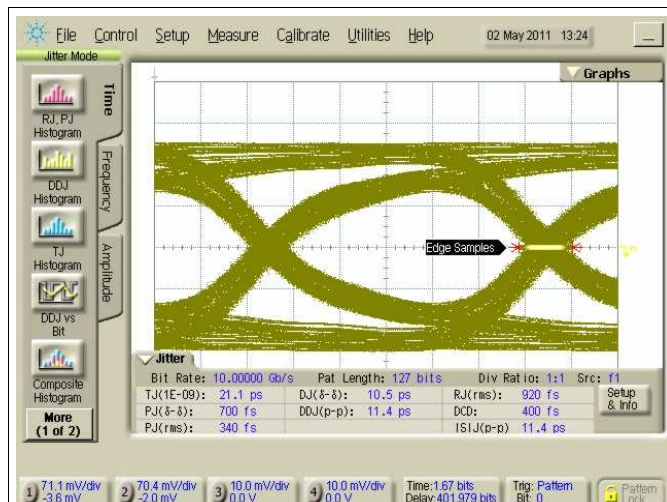 File Control Setup Measure Calibrate Utilities Help 02 May 2011 13:24
Jitter Mode
Graphs
Time
Frequency
Amplitude
RJ, PJ
Histogram
DDJ
Histogram
TJ
Histogram
DDJ vs
Bit
Composite
Histogram
More
(1 of 2)
Edge Samples
Jitter
Bit Rate: 10.00000 Gb/s Pat Length: 127 bits Div Ratio: 1:1 Src: f1
TJ(1E-09): 21.1 ps DJ(δ-δ): 10.5 ps RJ(rms): 920 fs
PJ(δ-δ): 700 fs DDJ(p-p): 11.4 ps DCD: 400 fs
PJ(rms): 340 fs ISIJ(p-p) 11.4 ps
Setup
& Info
1) 71.1 mV/div 2) 70.4 mV/div 3) 10.0 mV/div 4) 10.0 mV/div Time:1.67 bits Trig: Pattern Pattern
-3.6 mV -2.0 mV 0.0 V 0.0 V Delay:401.979 bits Bit: 0 Lock